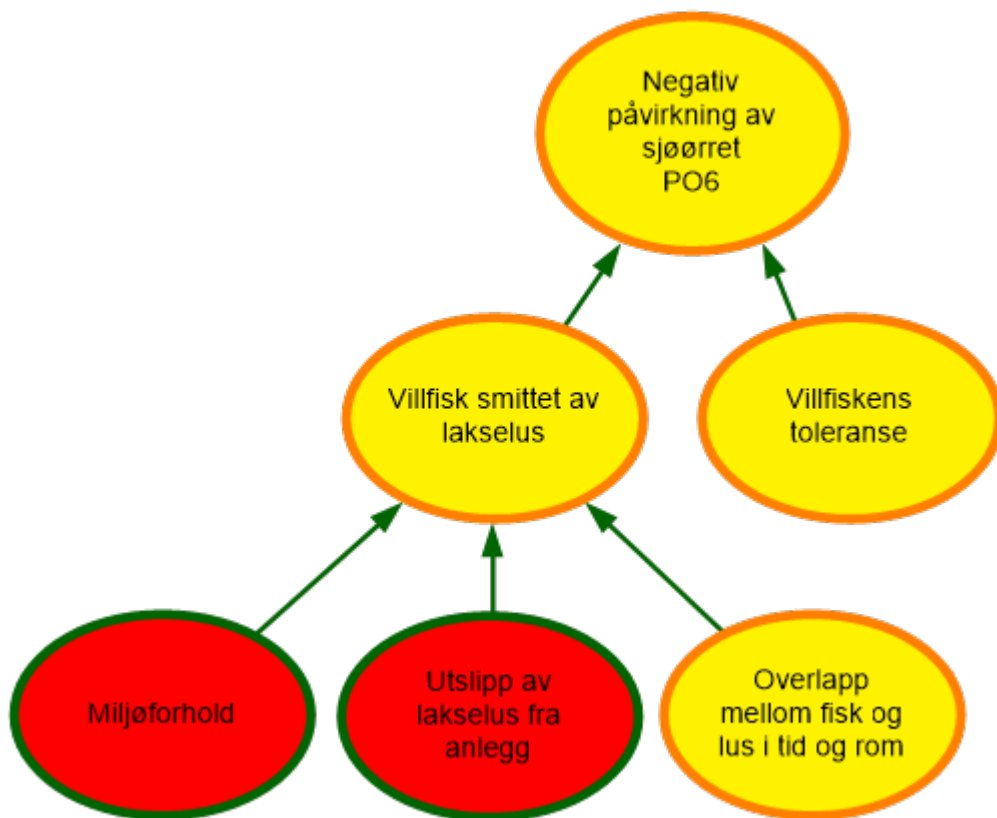 Negativ
påvirkning av
sjøørret
PO6
Villfisk smittet av
lakselus
Villfiskens
toleranse
Miljøforhold
Utslipp av
lakselus fra
anlegg
Overlapp
mellom fisk og
lus i tid og rom